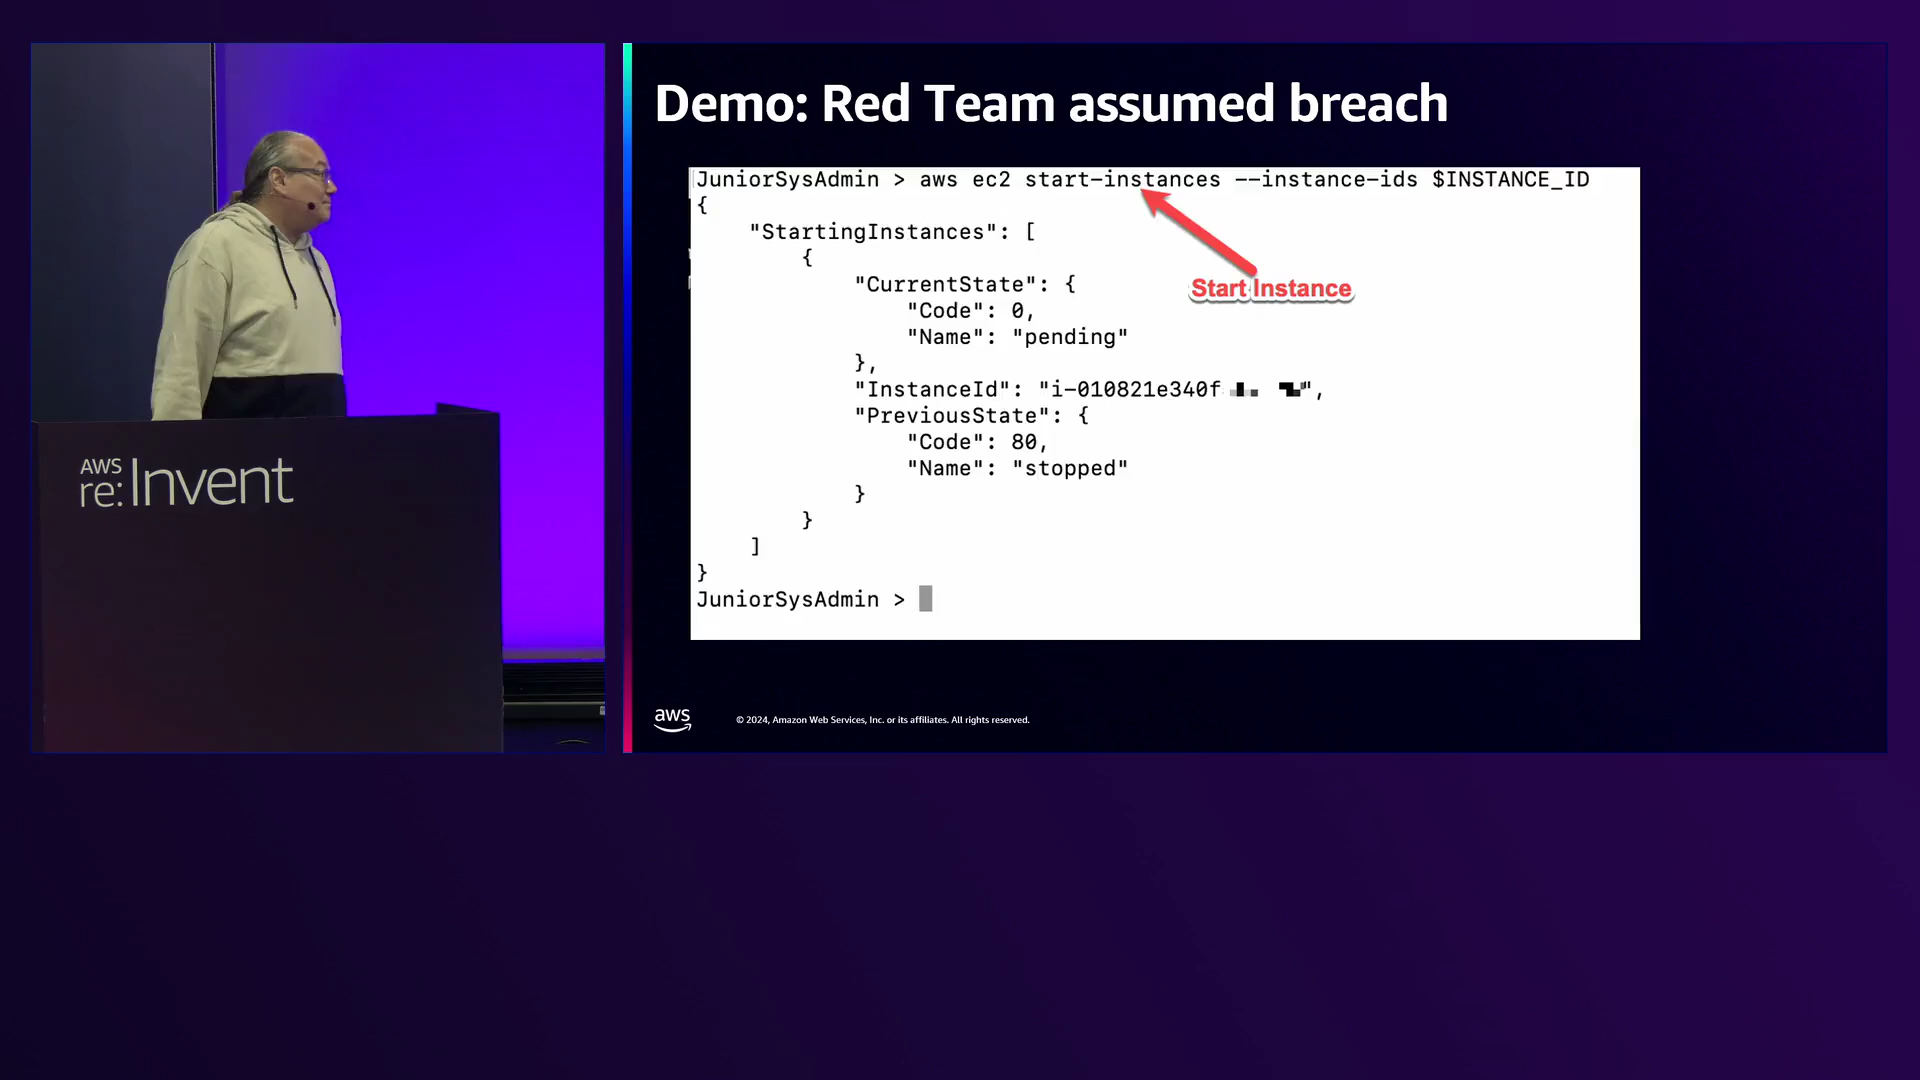 Demo: Red Team assumed breach
JuniorSysAdmin > aws ec2 start-instances --instance-ids $INSTANCE_ID
{
"StartingInstances": [
{
"CurrentState": {
Start Instance
"Code": 0,
"Name": "pending"
},
"InstanceId": "i-010821e340f ",
"PreviousState": {
"Code": 80,
"Name": "stopped"
}
}
]
}
JuniorSysAdmin >
AWS
re:Invent
aws
© 2024, Amazon Web Services, Inc. or its affiliates. All rights reserved.